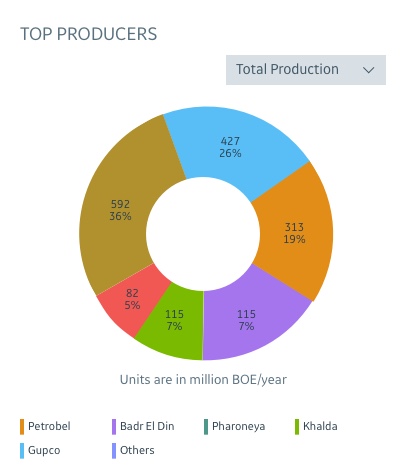 TOP PRODUCERS
Total Production
427
26%
592
36%
313
19%
82
5%
115
7%
115
7%
Units are in million BOE/year
Petrobel
Badr El Din
Pharoneya
Khalda
Gupco
Others